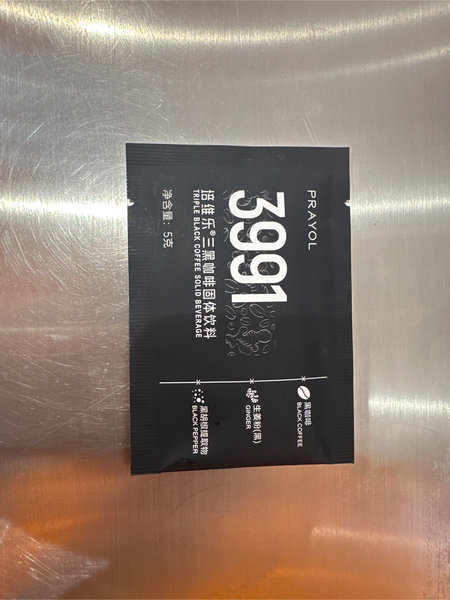 PRAYOL
3991
培维乐®三黑咖啡固体饮料
TRIPLE BLACK COFFEE SOLID BEVERAGE
净含量：5克
黑咖啡
BLACK COFFEE
生姜粉(黑)
GINGER
黑胡椒提取物
BLACK PEPPER